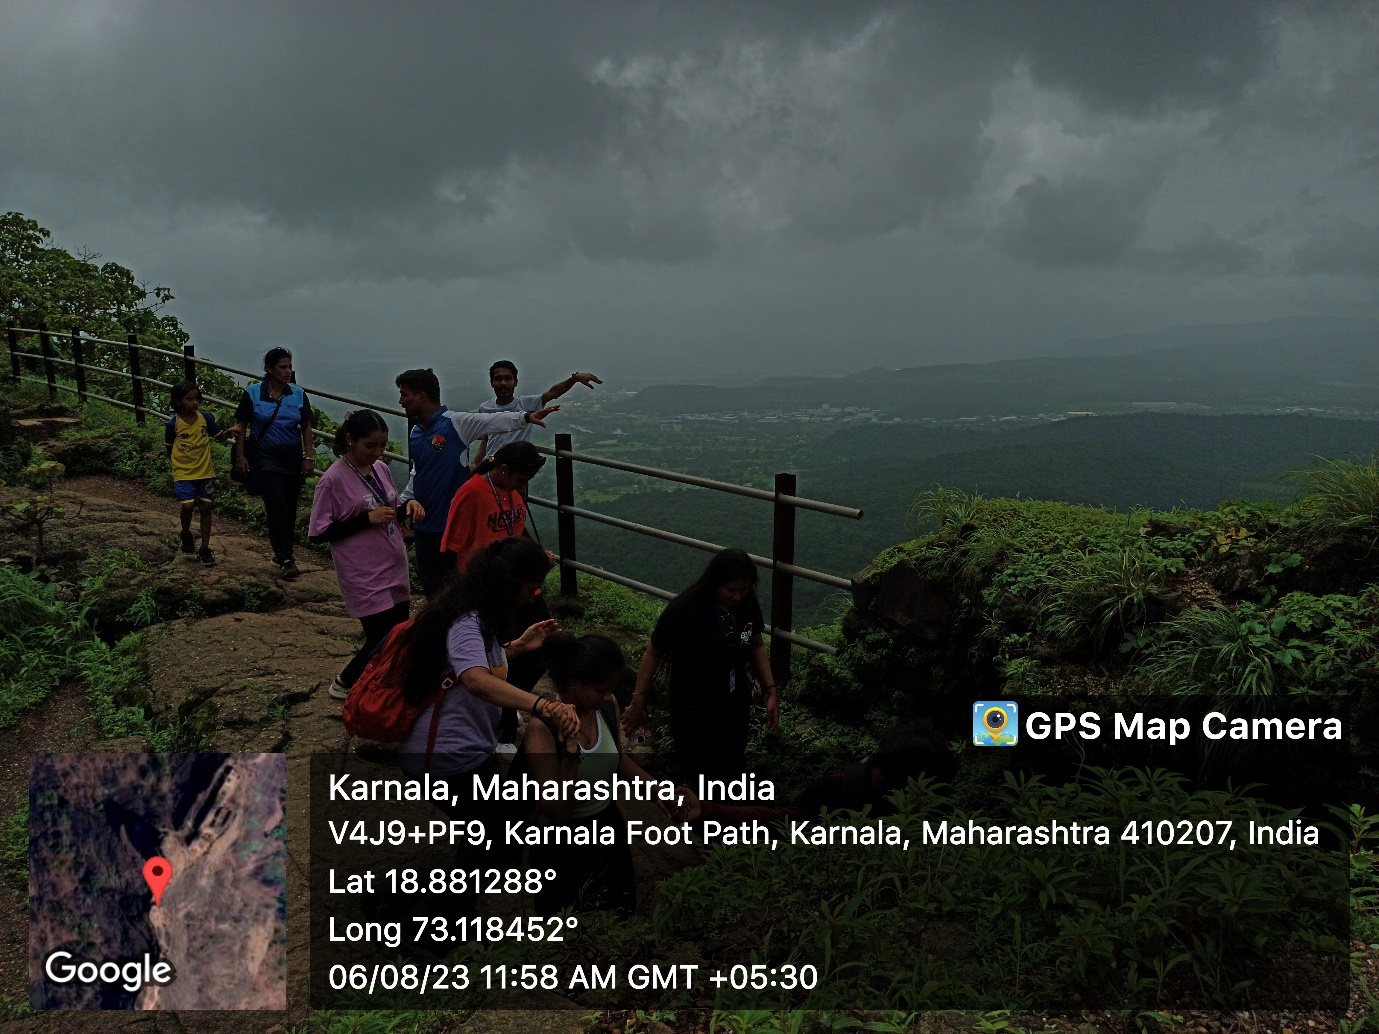 GPS Map Camera
Karnala, Maharashtra, India
V4J9+PF9, Karnala Foot Path, Karnala, Maharashtra 410207, India
Lat 18.881288°
Long 73.118452°
06/08/23 11:58 AM GMT +05:30
Google